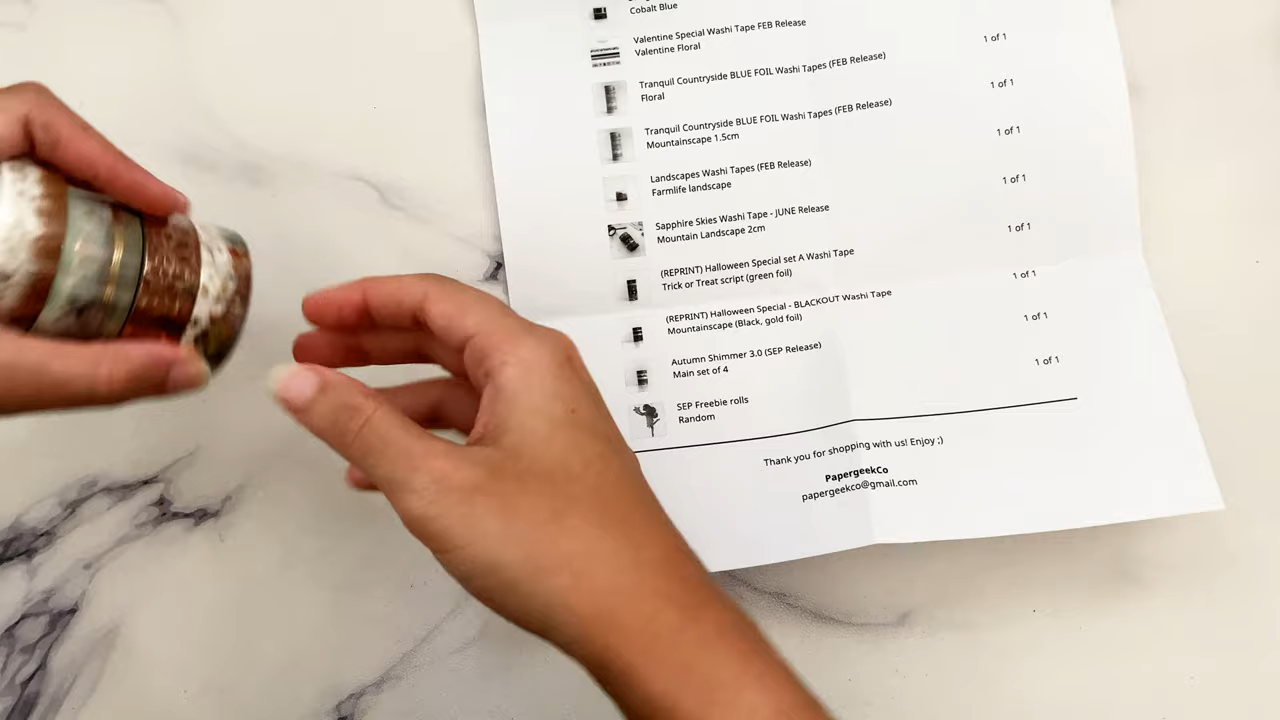 Cobalt Blue
Valentine Special Washi Tape FEB Release
Valentine Floral
1 of 1
Tranquil Countryside BLUE FOIL Washi Tapes (FEB Release)
Floral
1 of 1
Tranquil Countryside BLUE FOIL Washi Tapes (FEB Release)
Mountainscape 1.5cm
1 of 1
Landscapes Washi Tapes (FEB Release)
Farmlife landscape
1 of 1
Sapphire Skies Washi Tape - JUNE Release
Mountain Landscape 2cm
1 of 1
(REPRINT) Halloween Special set A Washi Tape
Trick or Treat script (green foil)
1 of 1
(REPRINT) Halloween Special - BLACKOUT Washi Tape
Mountainscape (Black, gold foil)
1 of 1
Autumn Shimmer 3.0 (SEP Release)
Main set of 4
1 of 1
SEP Freebie rolls
Random
Thank you for shopping with us! Enjoy ;)
PapergeekCo
papergeekco@gmail.com